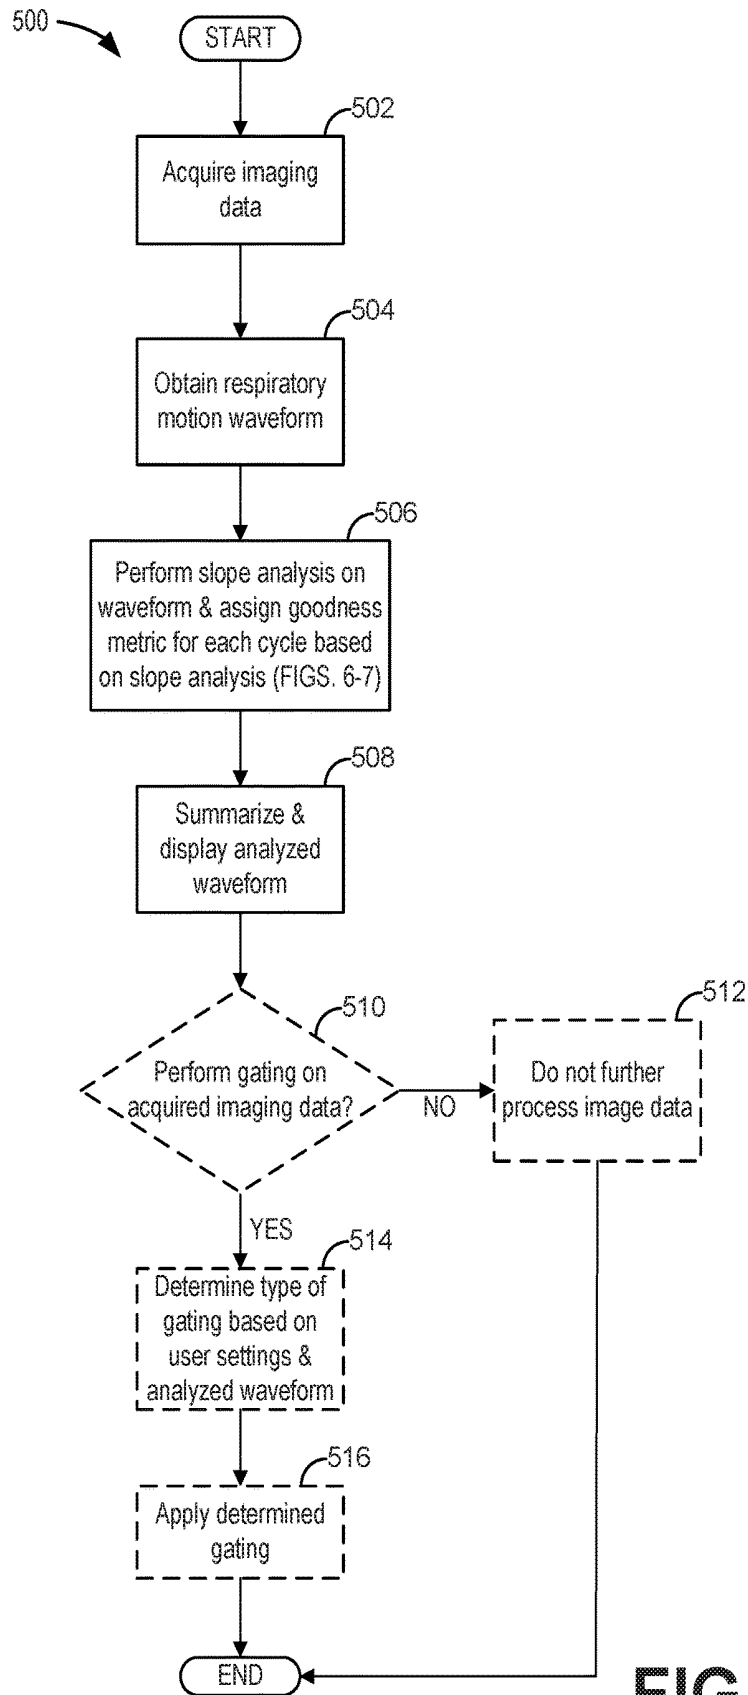 500
START
502
Acquire imaging
data
504
Obtain respiratory
motion waveform
506
Perform slope analysis on
waveform & assign goodness
metric for each cycle based
on slope analysis (FIGS. 6-7)
508
Summarize &
display analyzed
waveform
510
Perform gating on
acquired imaging data?
NO
512
Do not further
process image data
YES
514
Determine type of
gating based on
user settings &
analyzed waveform
516
Apply determined
gating
END
FIG